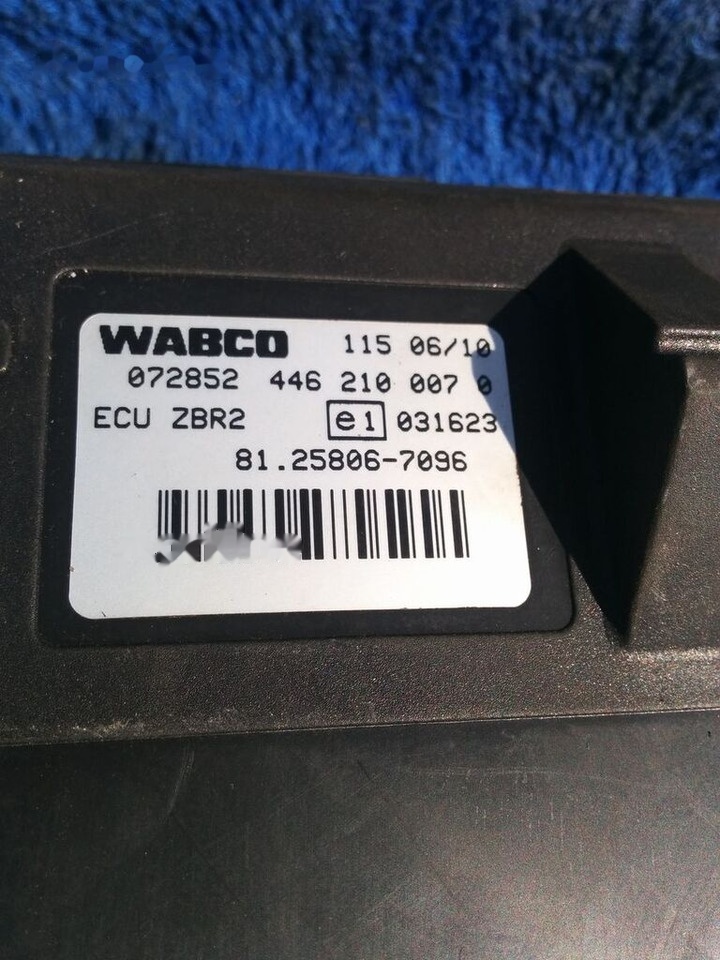 WABCO 115 06/10
072852 446 210 007 0
ECU ZBR2 e1 031623
81.25806-7096